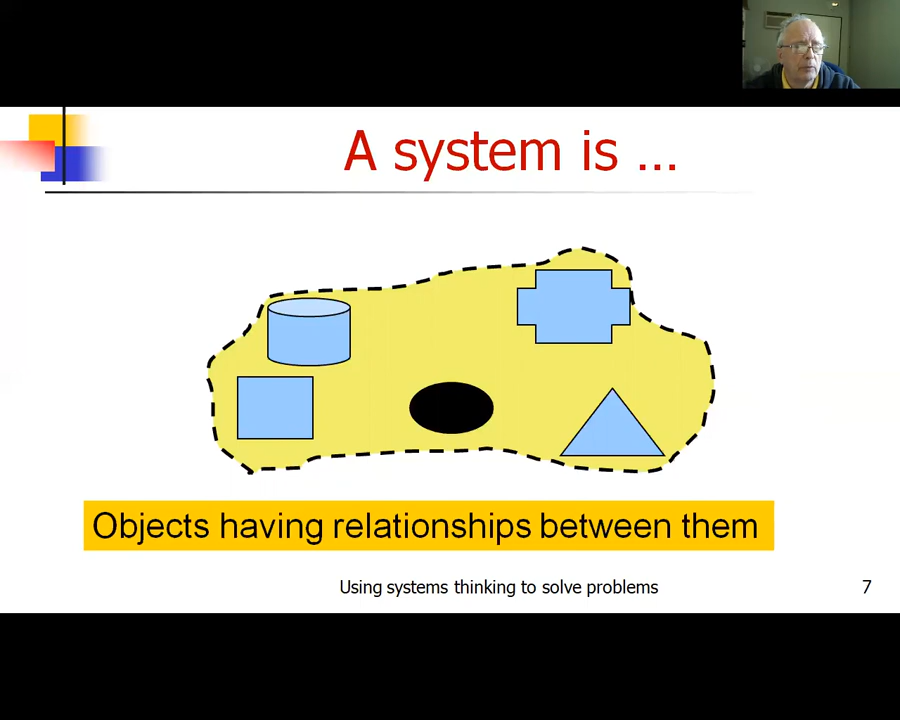 A system is ...
Objects having relationships between them
Using systems thinking to solve problems
7